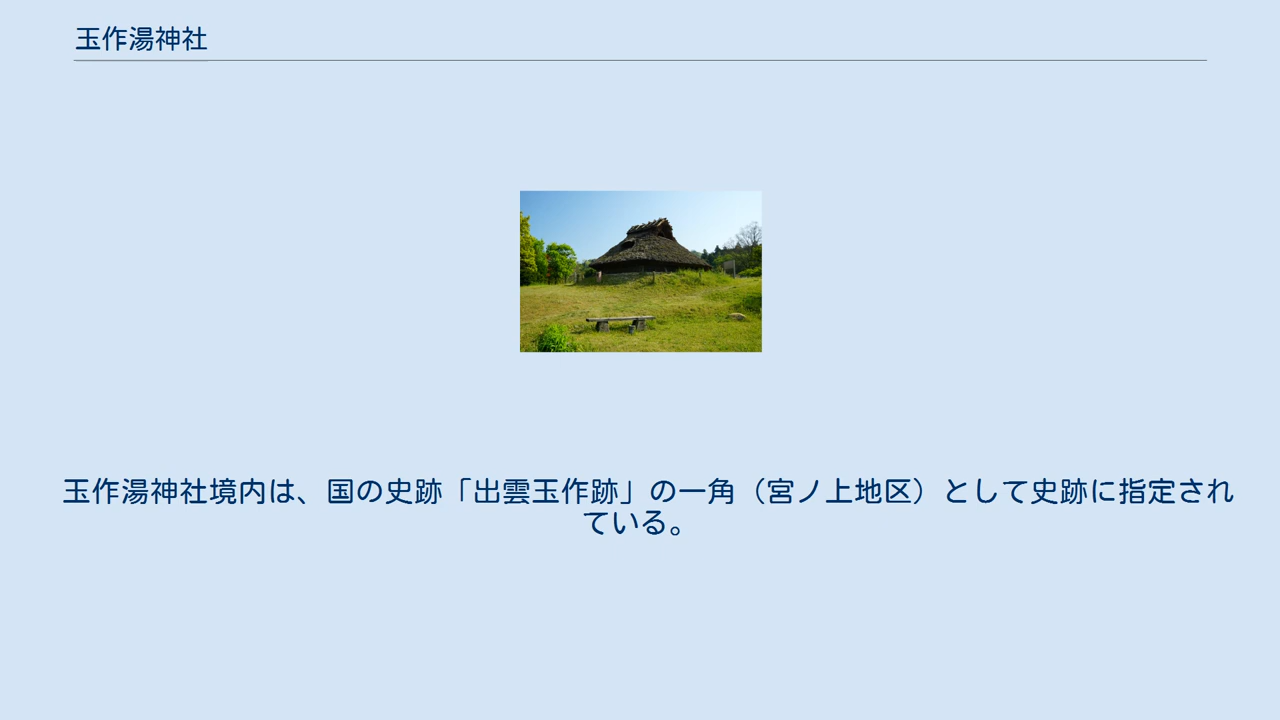 玉作湯神社
玉作湯神社境内は、国の史跡「出雲玉作跡」の一角（宮ノ上地区）として史跡に指定され
ている。